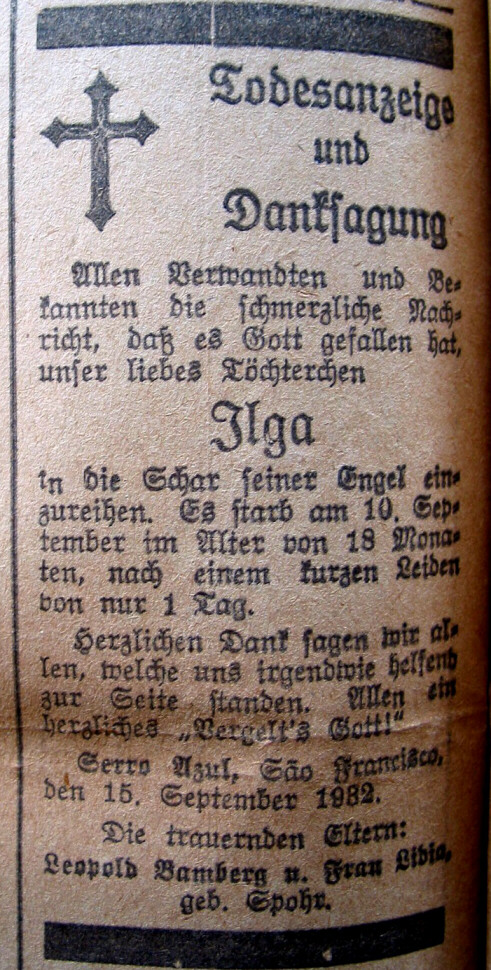 Todesanzeige
und
Danksagung
Allen Verwandten und Be-
kannten die schmerzliche Nach-
richt, daß es Gott gefallen hat,
unser liebes Töchterchen
Ilga
in die Schar seiner Engel ein-
zureihen. Es starb am 10. Sep-
tember im Alter von 18 Mona-
ten, nach einem kurzen Leiden
von nur 1 Tag.
Herzlichen Dank sagen wir al-
len, welche uns irgendwie helfend
zur Seite standen. Allen ein
herzliches „Vergelt's Gott!“
Serro Azul, São Francisco,
den 15. September 1932.
Die trauernden Eltern:
Leopold Bamberg u. Frau Lidia,
geb. Spohr.